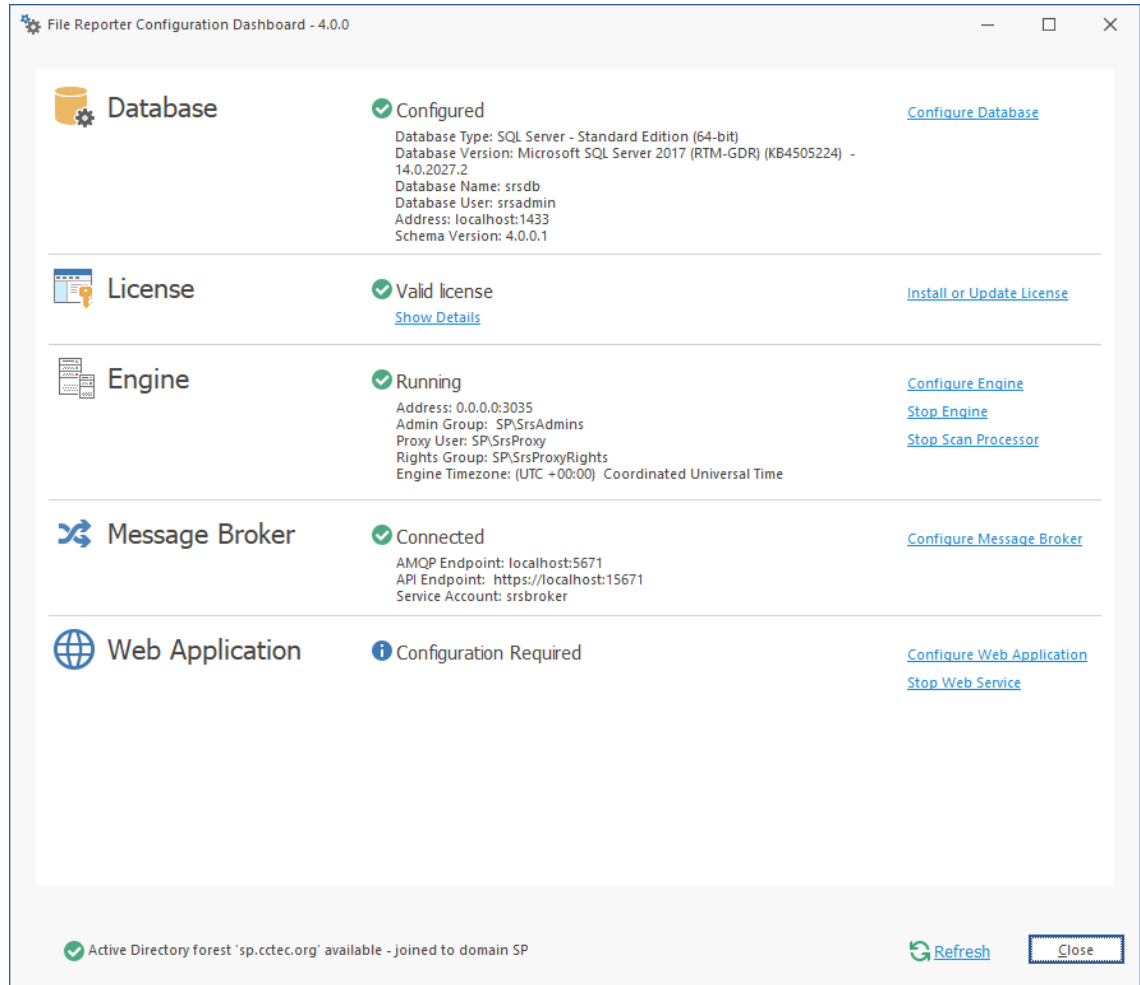 File Reporter Configuration Dashboard - 4.0.0
Database
Configured
Configure Database
Database Type: SQL Server - Standard Edition (64-bit)
Database Version: Microsoft SQL Server 2017 (RTM-GDR) (KB4505224)  -
14.0.2027.2
Database Name: srsdb
Database User: srsadmin
Address: localhost:1433
Schema Version: 4.0.0.1
License
Valid license
Install or Update License
Show Details
Engine
Running
Configure Engine
Address: 0.0.0.0:3035
Stop Engine
Admin Group:  SP\SrsAdmins
Proxy User: SP\SrsProxy
Stop Scan Processor
Rights Group: SP\SrsProxyRights
Engine Timezone: (UTC +00:00)  Coordinated Universal Time
Message Broker
Connected
Configure Message Broker
AMQP Endpoint: localhost:5671
API Endpoint:  https://localhost:15671
Service Account: srsbroker
Web Application
Configuration Required
Configure Web Application
Stop Web Service
Active Directory forest 'sp.cctec.org' available - joined to domain SP
Refresh
Close